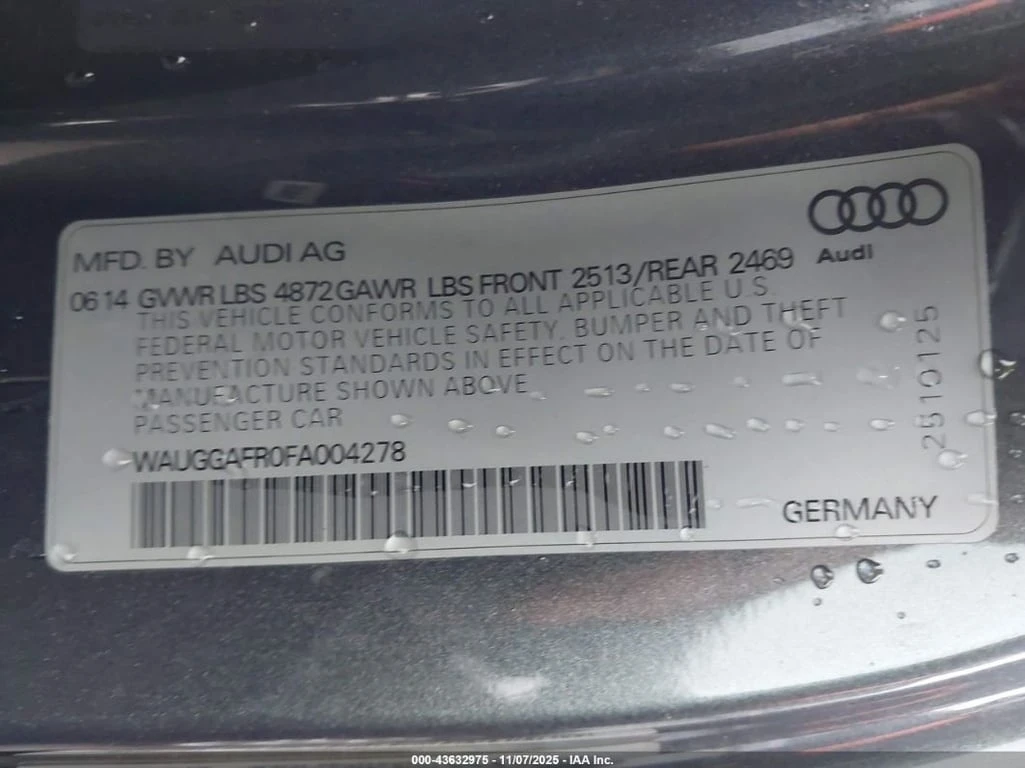 MFD. BY AUDI AG
Audi
06 14 GVWR LBS 4872 GAWR LBS FRONT 2513/REAR 2469
THIS VEHICLE CONFORMS TO ALL APPLICABLE U.S.
FEDERAL MOTOR VEHICLE SAFETY, BUMPER AND THEFT
PREVENTION STANDARDS IN EFFECT ON THE DATE OF
MANUFACTURE SHOWN ABOVE
PASSENGER CAR
WAUGGAFR0FA004278
GERMANY
25110125
000-43632975 - 11/07/2025 - IAA Inc.